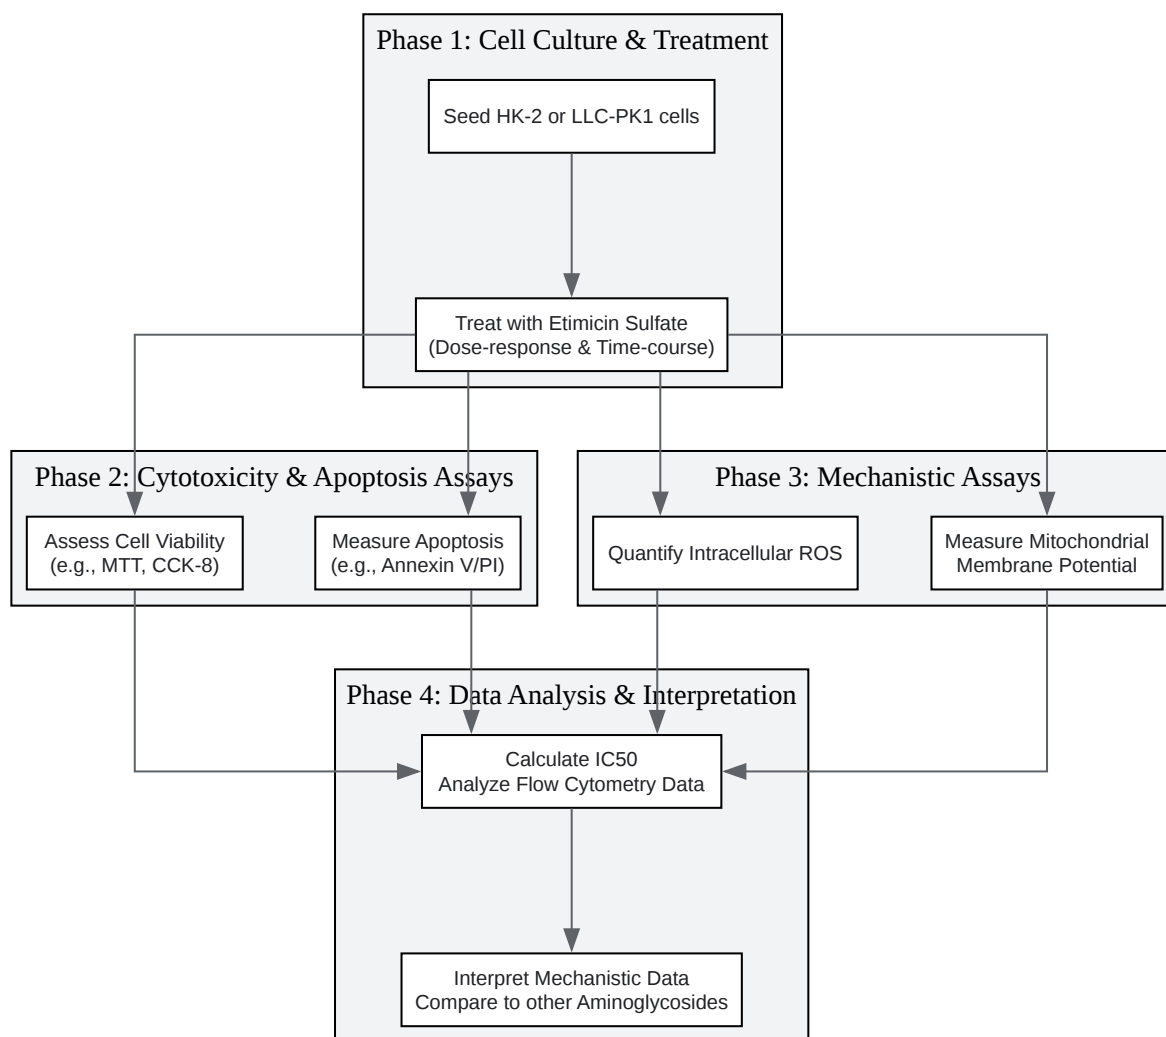 Phase 1: Cell Culture & Treatment
Seed HK-2 or LLC-PK1 cells
Treat with Etimicin Sulfate
(Dose-response & Time-course)
Phase 2: Cytotoxicity & Apoptosis Assays
Assess Cell Viability
(e.g., MTT, CCK-8)
Measure Apoptosis
(e.g., Annexin V/PI)
Phase 3: Mechanistic Assays
Quantify Intracellular ROS
Measure Mitochondrial
Membrane Potential
Phase 4: Data Analysis & Interpretation
Calculate IC50
Analyze Flow Cytometry Data
Interpret Mechanistic Data
Compare to other Aminoglycosides